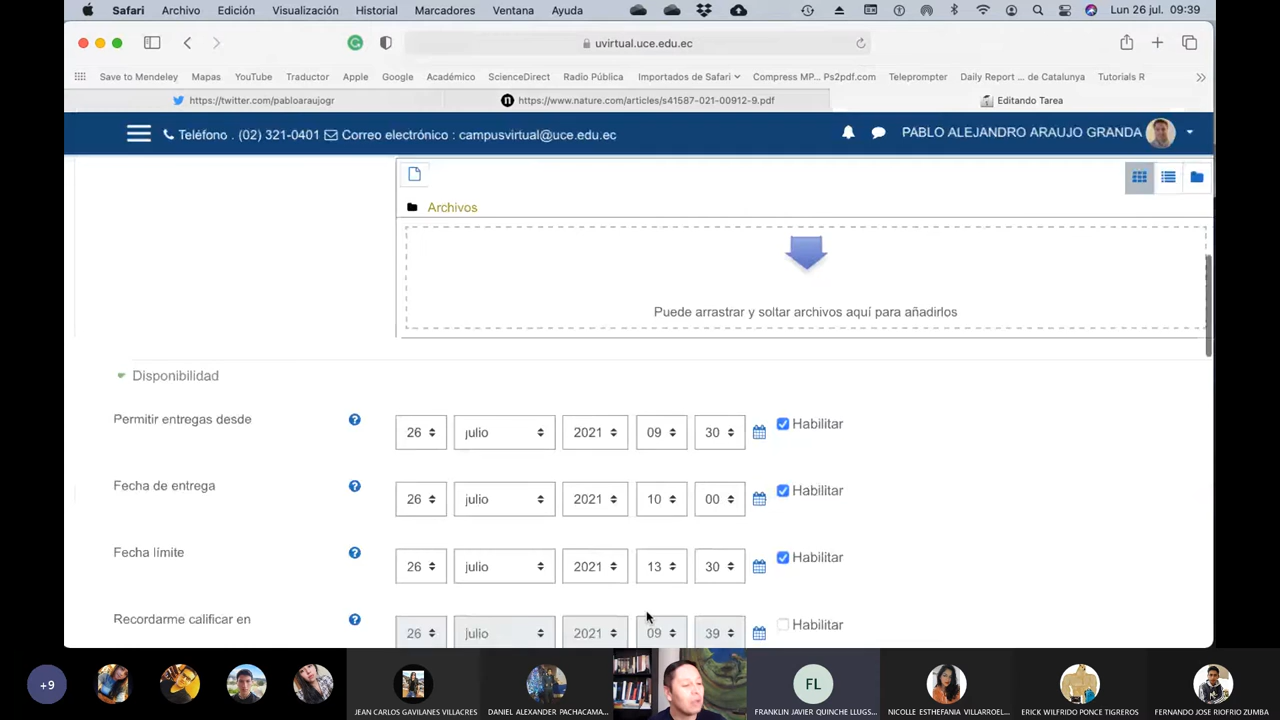 Safari Archivo Edición Visualización Historial Marcadores Ventana Ayuda Lun 26 jul. 09:39
uvirtual.uce.edu.ec
Save to Mendeley Mapas YouTube Traductor Apple Google Académico ScienceDirect Radio Pública Importados de Safari Compress MP... Ps2pdf.com Teleprompter Daily Report ... de Catalunya Tutorials R
https://twitter.com/pabloaraujogr https://www.nature.com/articles/s41587-021-00912-9.pdf Editando Tarea
Teléfono . (02) 321-0401 Correo electrónico : campusvirtual@uce.edu.ec PABLO ALEJANDRO ARAUJO GRANDA
Archivos
Puede arrastrar y soltar archivos aquí para añadirlos
Disponibilidad
Permitir entregas desde ? 26 julio 2021 09 30 Habilitar
Fecha de entrega ? 26 julio 2021 10 00 Habilitar
Fecha límite ? 26 julio 2021 13 30 Habilitar
Recordarme calificar en ? 26 julio 2021 09 39 Habilitar
+9 FL
JEAN CARLOS GAVILANES VILLACRES DANIEL ALEXANDER PACHACAMA... FRANKLIN JAVIER QUINCHE LLUGS... NICOLLE ESTHEFANIA VILLARROEL... ERICK WILFRIDO PONCE TIGREROS FERNANDO JOSE RIOFRIO ZUMBA